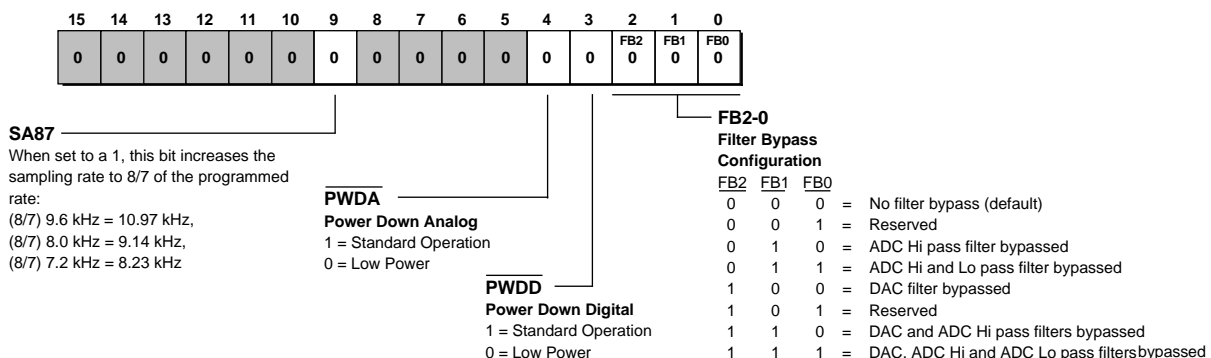 15 14 13 12 11 10 9 8 7 6 5 4 3 2 1 0
FB2 FB1 FB0
0 0 0 0 0 0 0 0 0 0 0 0 0 0 0 0
SA87
When set to a 1, this bit increases the
sampling rate to 8/7 of the programmed
rate:
(8/7) 9.6 kHz = 10.97 kHz,
(8/7) 8.0 kHz = 9.14 kHz,
(8/7) 7.2 kHz = 8.23 kHz
PWDA
Power Down Analog
1 = Standard Operation
0 = Low Power
PWDD
Power Down Digital
1 = Standard Operation
0 = Low Power
FB2-0
Filter Bypass
Configuration
FB2 FB1 FB0
0 0 0 = No filter bypass (default)
0 0 1 = Reserved
0 1 0 = ADC Hi pass filter bypassed
0 1 1 = ADC Hi and Lo pass filter bypassed
1 0 0 = DAC filter bypassed
1 0 1 = Reserved
1 1 0 = DAC and ADC Hi pass filters bypassed
1 1 1 = DAC, ADC Hi and ADC Lo pass filters bypassed